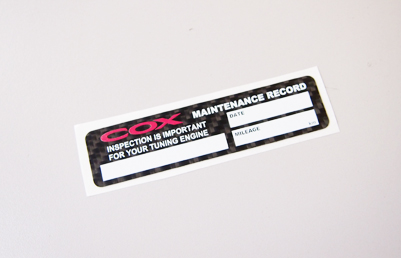 COX
MAINTENANCE RECORD
INSPECTION IS IMPORTANT
FOR YOUR TUNING ENGINE
DATE
MILEAGE